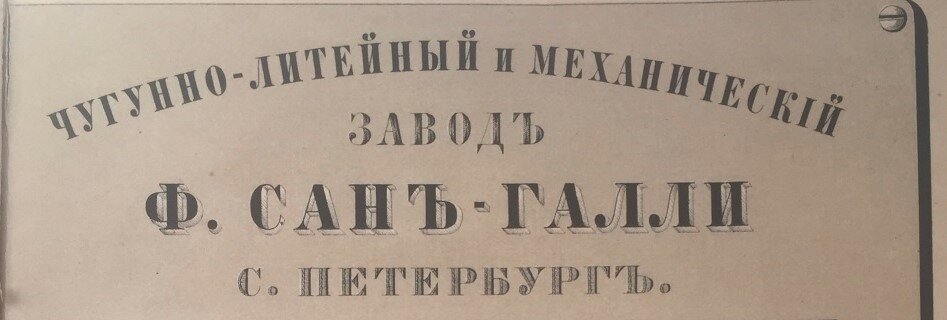 ЧУГУННО-ЛИТЕЙНЫЙ И МЕХАНИЧЕСКІЙ
ЗАВОДЪ
Ф. САНЪ-ГАЛЛИ
С. ПЕТЕРБУРГЪ.